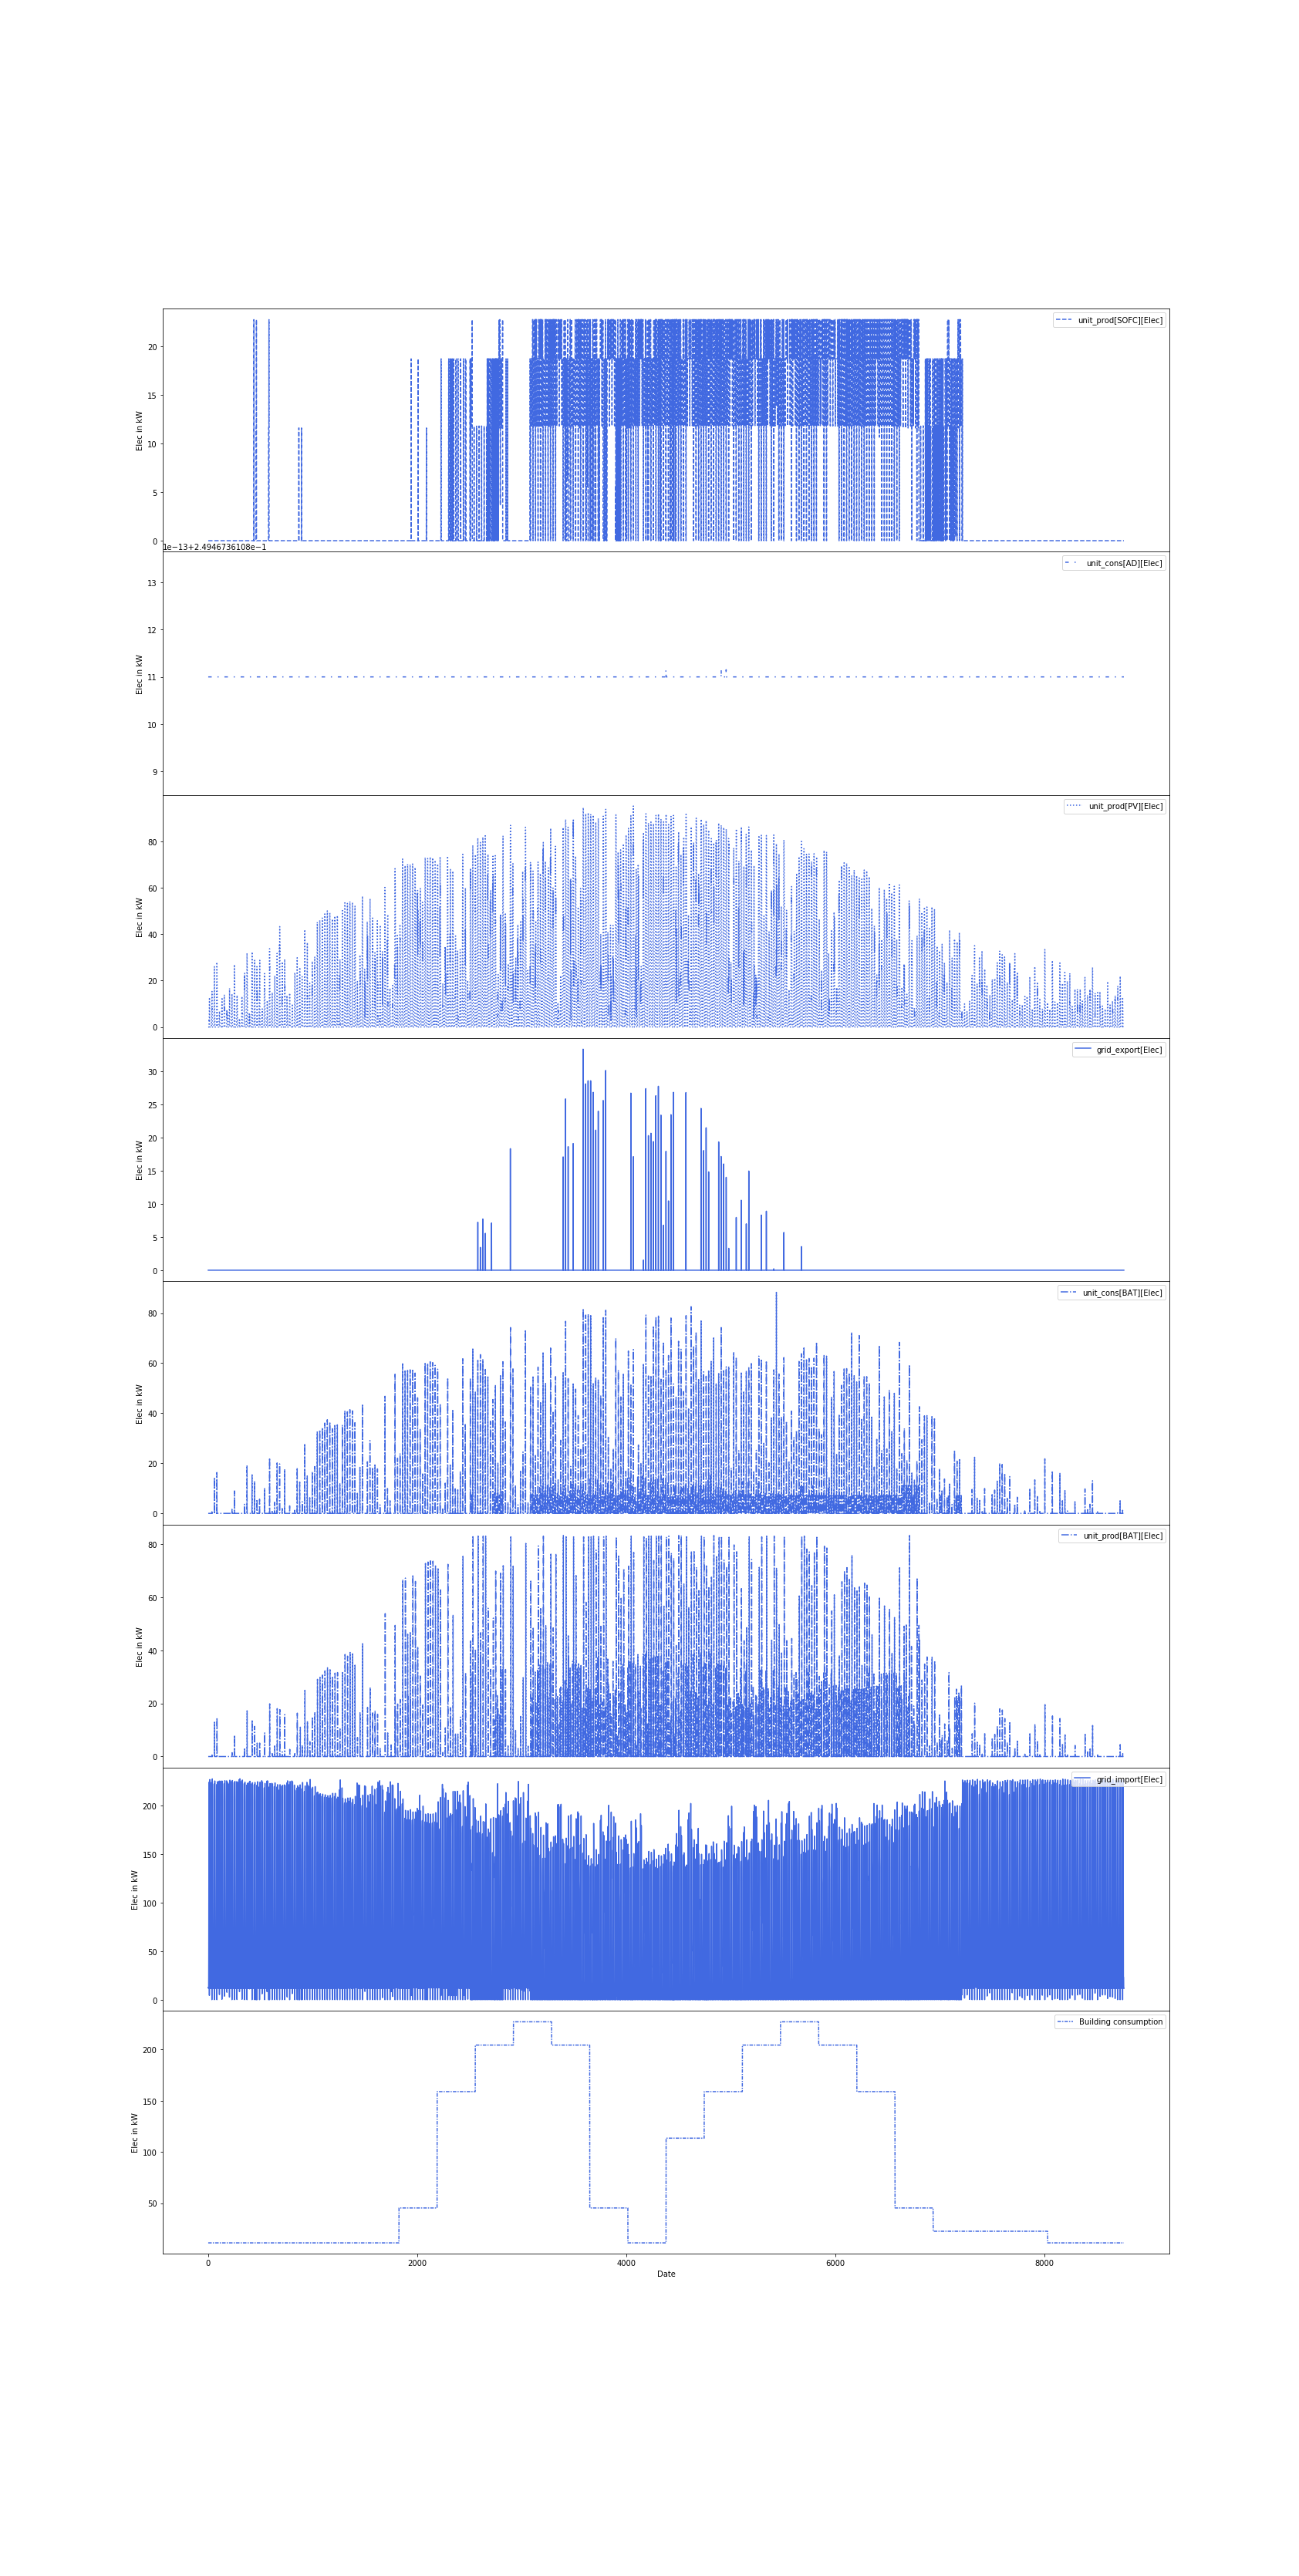 unit_prod[SOFC][Elec]
20
15
10
5
0
Elec in kW
1e−13+2.4946736108e−1
unit_cons[AD][Elec]
13
12
11
10
9
Elec in kW
unit_prod[PV][Elec]
80
60
40
20
0
Elec in kW
grid_export[Elec]
30
25
20
15
10
5
0
Elec in kW
unit_cons[BAT][Elec]
80
60
40
20
0
Elec in kW
unit_prod[BAT][Elec]
80
60
40
20
0
Elec in kW
grid_import[Elec]
200
150
100
50
0
Elec in kW
Building consumption
200
150
100
50
Elec in kW
0 2000 4000 6000 8000
Date